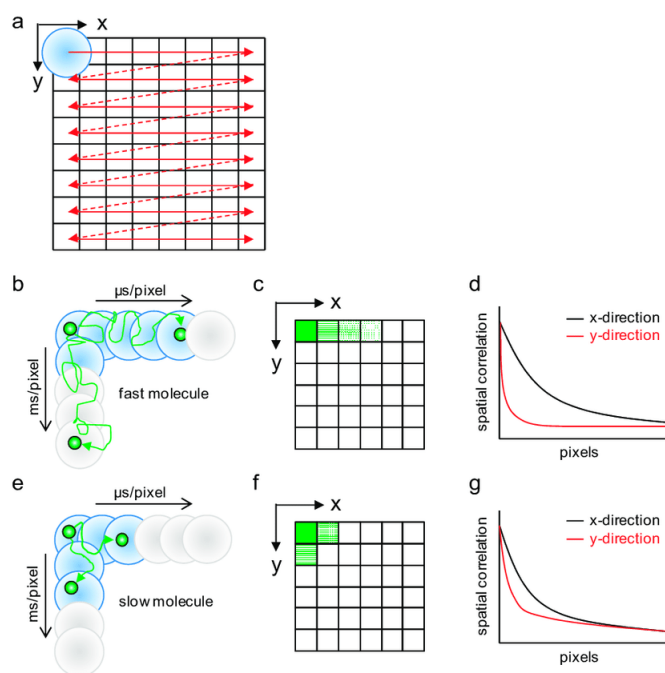 a
x
y
b
µs/pixel
ms/pixel
fast molecule
c
x
y
d
spatial correlation
x-direction
y-direction
pixels
e
µs/pixel
ms/pixel
slow molecule
f
x
y
g
spatial correlation
x-direction
y-direction
pixels